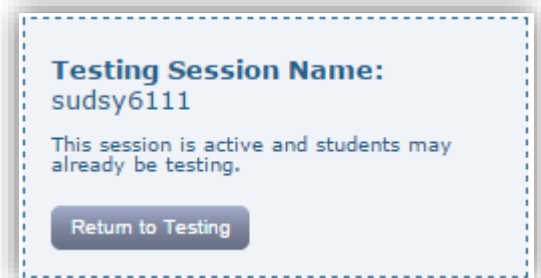 Testing Session Name:
sudsy6111
This session is active and students may
already be testing.
Return to Testing